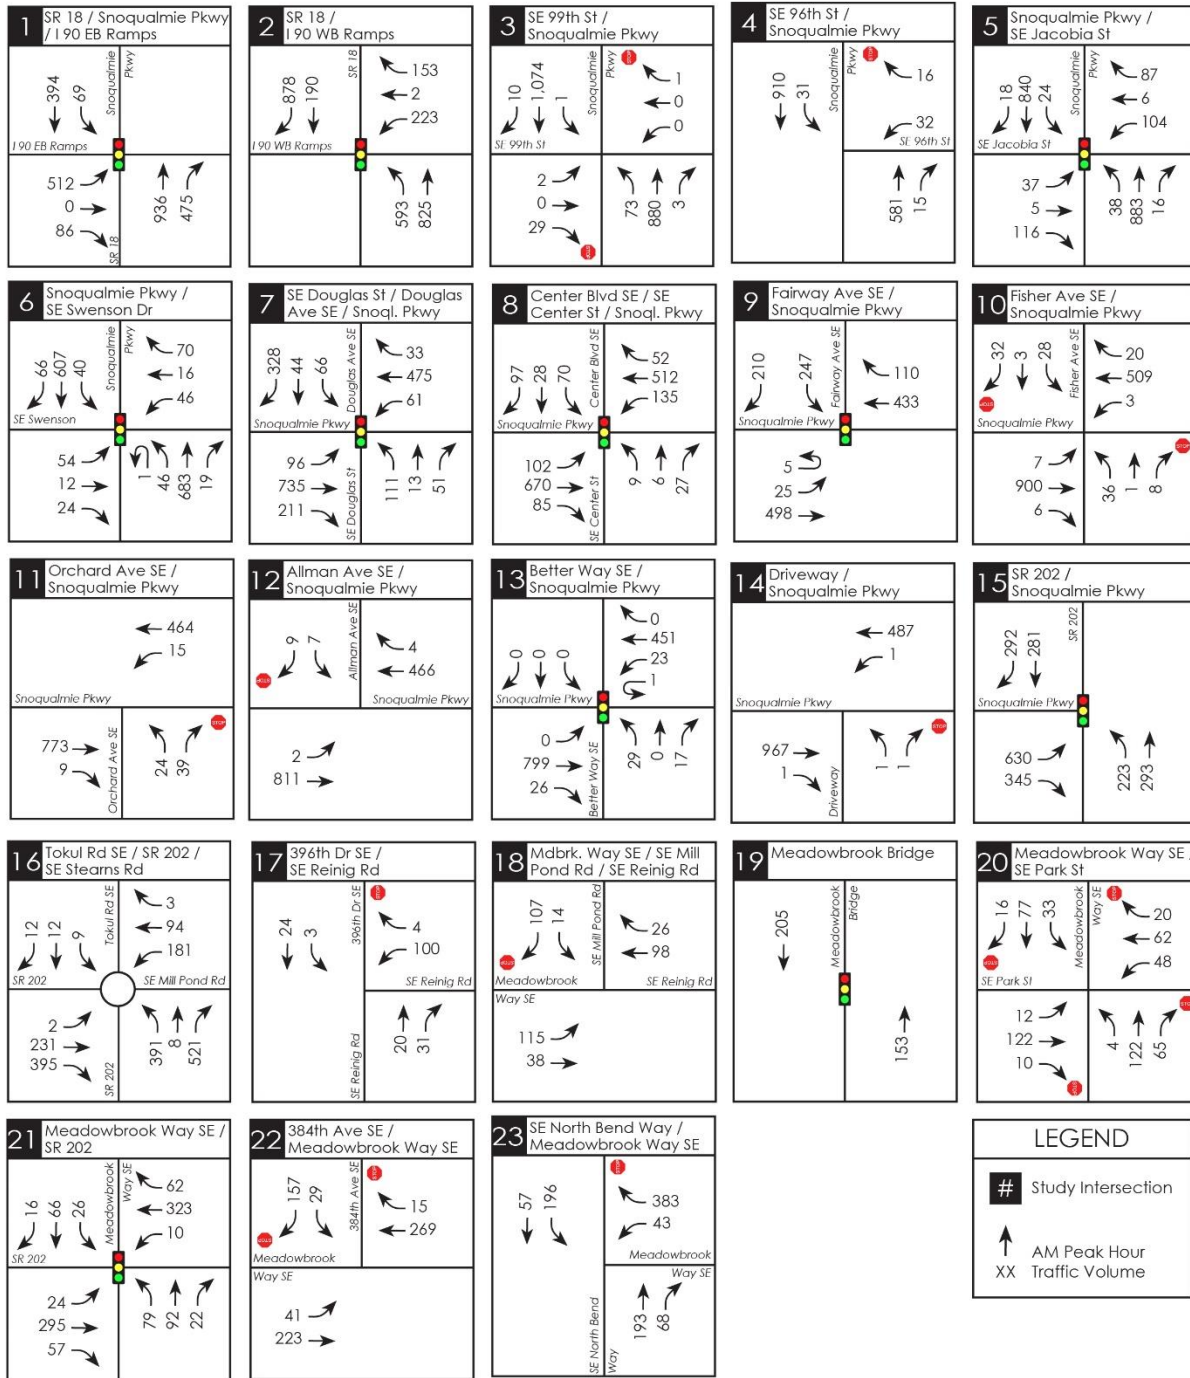 1
SR 18 / Snoqualmie Pkwy
/ I 90 EB Ramps
394
69
Snoqualmie
Pkwy
I 90 EB Ramps
512
0
86
SR 18
936
475
2
SR 18 /
I 90 WB Ramps
878
190
SR 18
153
2
223
I 90 WB Ramps
593
825
3
SE 99th St /
Snoqualmie Pkwy
10
1,074
1
Snoqualmie
Pkwy
STOP
1
0
0
SE 99th St
2
0
29
STOP
73
880
3
4
SE 96th St /
Snoqualmie Pkwy
910
31
Snoqualmie
Pkwy
STOP
16
32
SE 96th St
581
15
5
Snoqualmie Pkwy /
SE Jacobia St
18
840
24
Snoqualmie
Pkwy
87
6
104
SE Jacobia St
37
5
116
38
883
16
6
Snoqualmie Pkwy /
SE Swenson Dr
66
607
40
Snoqualmie
Pkwy
70
16
46
SE Swenson
54
12
24
1
46
683
19
7
SE Douglas St / Douglas
Ave SE / Snoql. Pkwy
328
44
66
Douglas Ave SE
33
475
61
Snoqualmie Pkwy
96
735
211
SE Douglas St
111
13
51
8
Center Blvd SE / SE
Center St / Snoql. Pkwy
97
28
70
Center Blvd SE
52
512
135
Snoqualmie Pkwy
102
670
85
SE Center St
9
6
27
9
Fairway Ave SE /
Snoqualmie Pkwy
210
247
Fairway Ave SE
110
433
Snoqualmie Pkwy
5
25
498
10
Fisher Ave SE /
Snoqualmie Pkwy
32
3
28
Fisher Ave SE
20
509
3
STOP
Snoqualmie Pkwy
7
900
6
36
1
8
STOP
11
Orchard Ave SE /
Snoqualmie Pkwy
464
15
Snoqualmie Pkwy
773
9
Orchard Ave SE
24
39
STOP
12
Allman Ave SE /
Snoqualmie Pkwy
9
7
Allman Ave SE
4
466
STOP
Snoqualmie Pkwy
2
811
13
Better Way SE /
Snoqualmie Pkwy
0
0
0
0
451
23
1
Snoqualmie Pkwy
0
799
26
Better Way SE
29
0
17
14
Driveway /
Snoqualmie Pkwy
487
1
Snoqualmie Pkwy
967
1
Driveway
1
1
STOP
15
SR 202 /
Snoqualmie Pkwy
292
281
SR 202
Snoqualmie Pkwy
630
345
223
293
16
Tokul Rd SE / SR 202 /
SE Stearns Rd
12
12
9
Tokul Rd SE
3
94
181
SR 202
SE Mill Pond Rd
2
231
395
SR 202
391
8
521
17
396th Dr SE /
SE Reinig Rd
24
3
396th Dr SE
STOP
4
100
SE Reinig Rd
SE Reinig Rd
20
31
18
Mdbrk. Way SE / SE Mill
Pond Rd / SE Reinig Rd
107
14
SE Mill Pond Rd
26
98
STOP
Meadowbrook
Way SE
SE Reinig Rd
115
38
19
Meadowbrook Bridge
205
Meadowbrook
Bridge
153
20
Meadowbrook Way SE /
SE Park St
16
77
33
Meadowbrook
Way SE
STOP
20
62
48
STOP
SE Park St
12
122
10
STOP
4
122
65
STOP
21
Meadowbrook Way SE /
SR 202
16
66
26
Meadowbrook
Way SE
62
323
10
SR 202
24
295
57
79
92
22
22
384th Ave SE /
Meadowbrook Way SE
157
29
384th Ave SE
STOP
15
269
STOP
Meadowbrook
Way SE
41
223
23
SE North Bend Way /
Meadowbrook Way SE
57
196
STOP
383
43
Meadowbrook
Way SE
SE North Bend
Way
193
68
LEGEND
# Study Intersection
AM Peak Hour
XX Traffic Volume